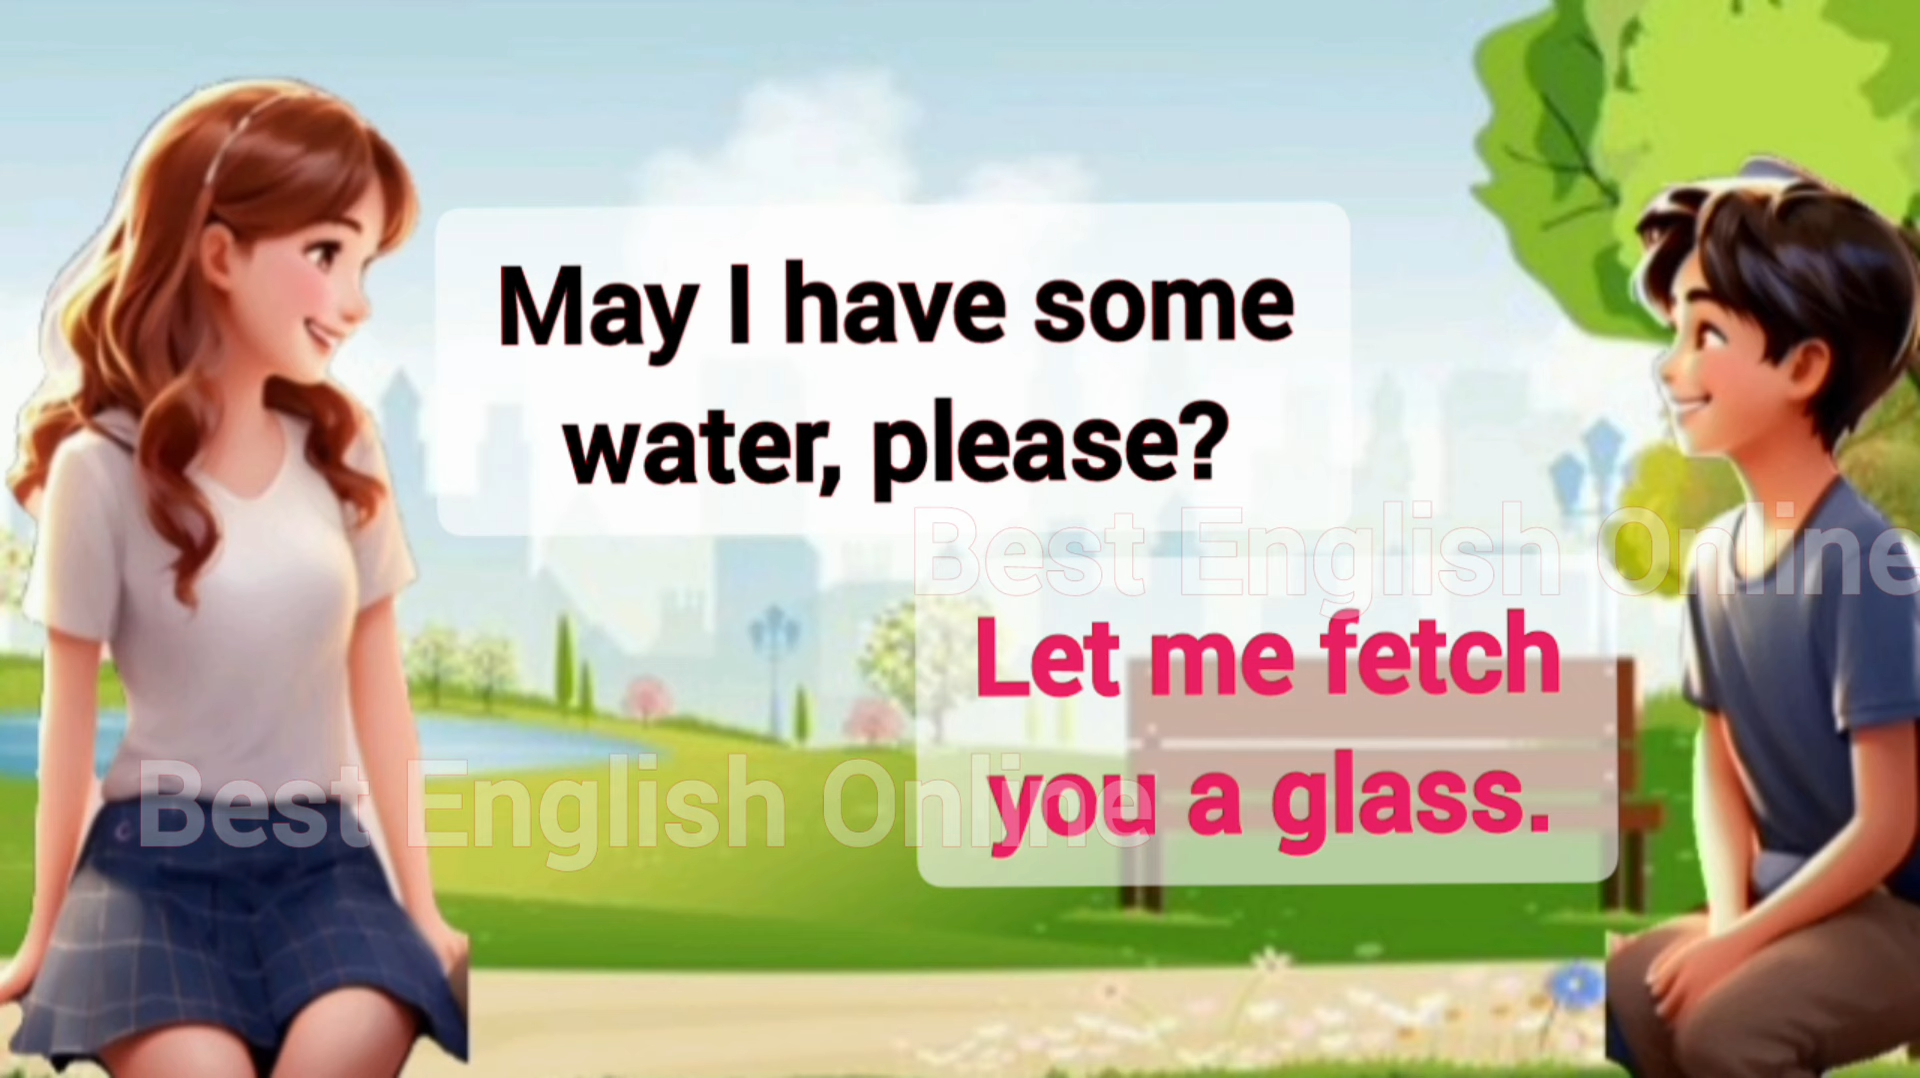 May I have some
water, please?
Best English Online
Let me fetch
you a glass.
Best English Online